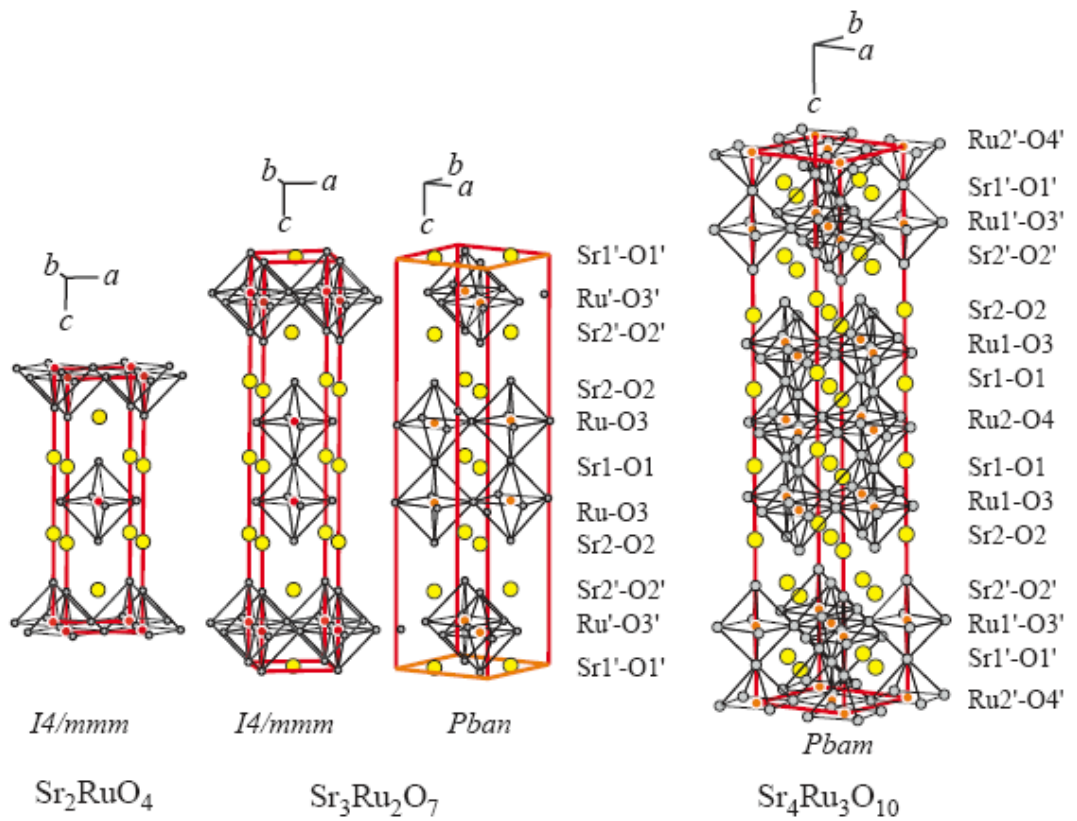 b
a
c
b
a
c
b
a
c
b
a
c
Sr1'-O1'
Ru'-O3'
Sr2'-O2'
Sr2-O2
Ru-O3
Sr1-O1
Ru-O3
Sr2-O2
Sr2'-O2'
Ru'-O3'
Sr1'-O1'
Ru2'-O4'
Sr1'-O1'
Ru1'-O3'
Sr2'-O2'
Sr2-O2
Ru1-O3
Sr1-O1
Ru2-O4
Sr1-O1
Ru1-O3
Sr2-O2
Sr2'-O2'
Ru1'-O3'
Sr1'-O1'
Ru2'-O4'
I4/mmm
I4/mmm
Pban
Pbam
Sr₂RuO₄
Sr₃Ru₂O₇
Sr₄Ru₃O₁₀